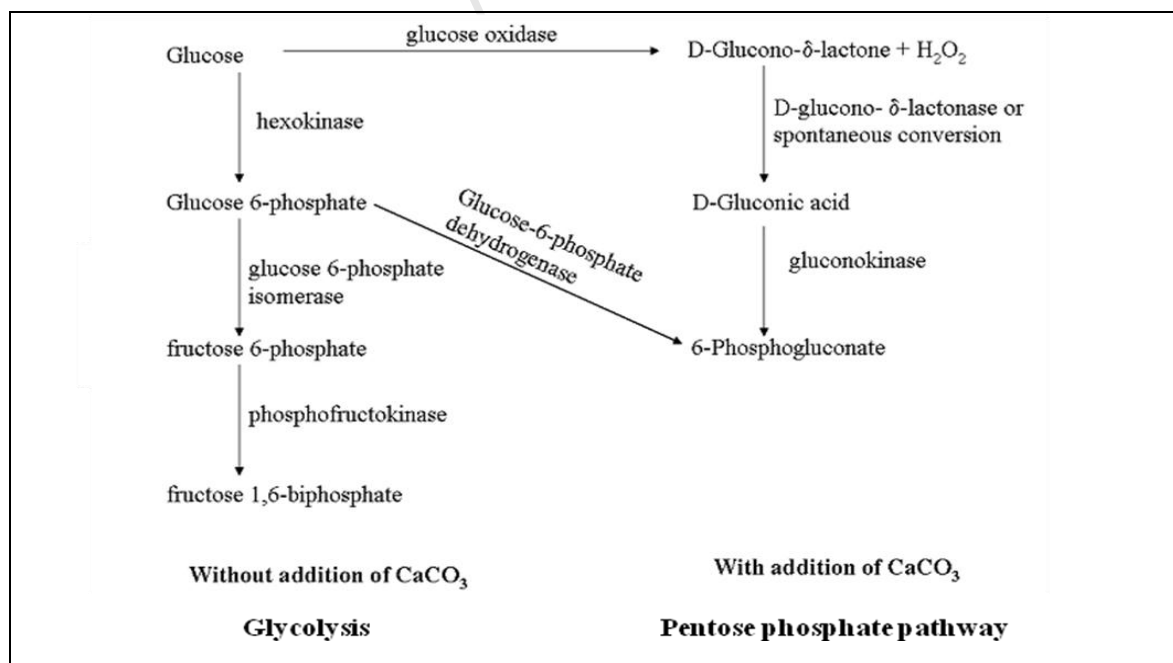 glucose oxidase
Glucose
D-Glucono-δ-lactone + H₂O₂
hexokinase
D-glucono- δ-lactonase or
spontaneous conversion
Glucose 6-phosphate
Glucose-6-phosphate
dehydrogenase
D-Gluconic acid
glucose 6-phosphate
isomerase
gluconokinase
fructose 6-phosphate
6-Phosphogluconate
phosphofructokinase
fructose 1,6-biphosphate
Without addition of CaCO₃
With addition of CaCO₃
Glycolysis
Pentose phosphate pathway